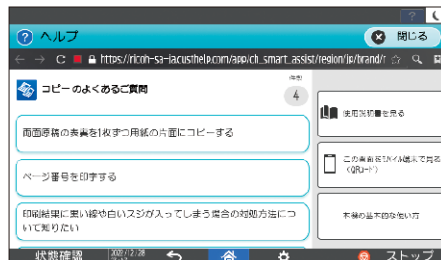 ?
ヘルプ
閉じる
https://ricoh-sa-iacusthelp.com/app/ch_smart_assist/region/jp/brand/r
コピーのよくあるご質問
4
使用説明書を見る
両面原稿の表裏を1枚ずつ用紙の片面にコピーする
この画面をモバイル端末で見る
(QRコード)
ページ番号を印字する
印刷結果に黒い線や白いスジが入ってしまう場合の対処方法につ
いて知りたい
本機の基本的な使い方
状態確認
2022/12/28
ストップ